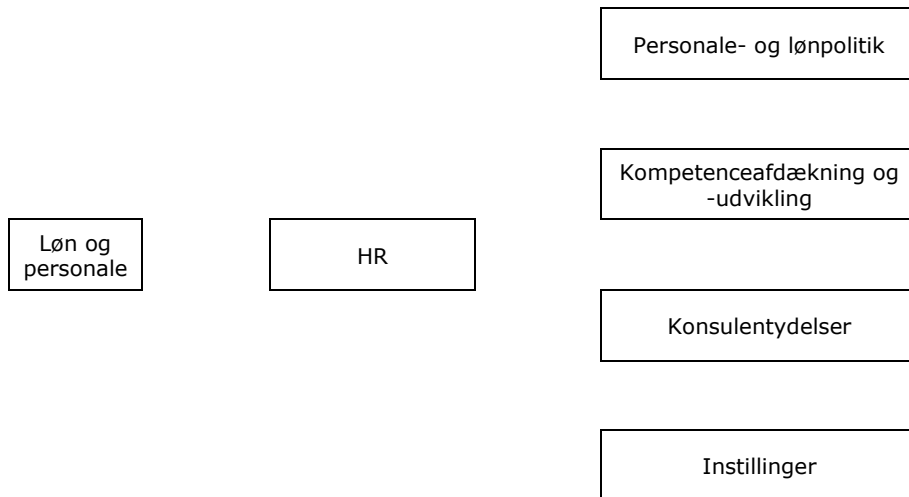 Personale- og lønpolitik
Kompetenceafdækning og
-udvikling
Løn og
personale
HR
Konsulentydelser
Instillinger